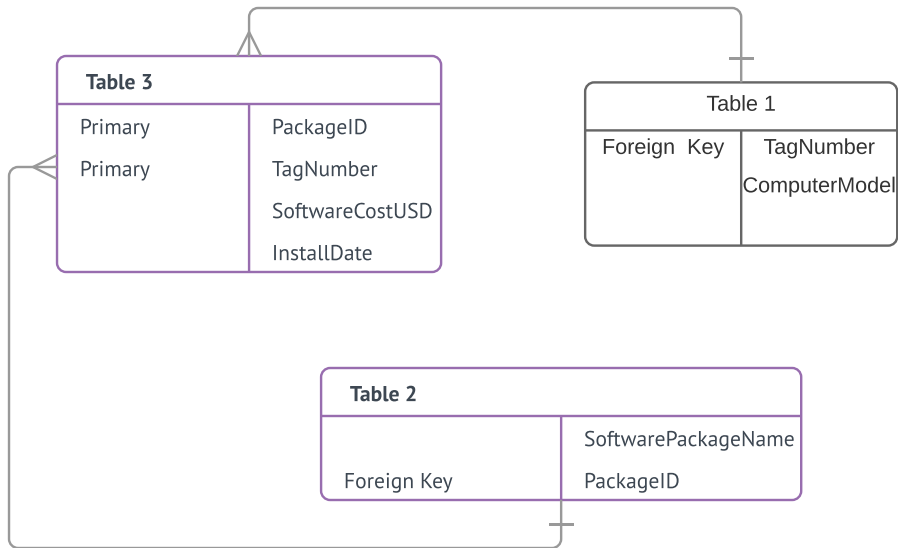 Table 3
Primary PackageID
Primary TagNumber
SoftwareCostUSD
InstallDate
Table 1
Foreign Key TagNumber
ComputerModel
Table 2
SoftwarePackageName
Foreign Key PackageID